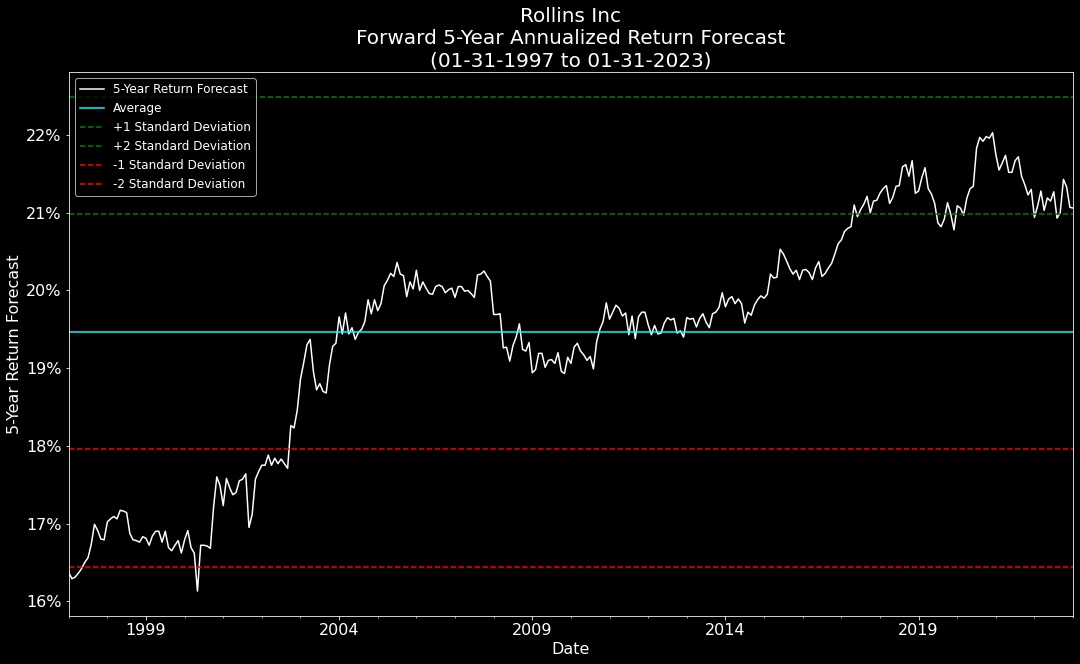 Rollins Inc
Forward 5-Year Annualized Return Forecast
(01-31-1997 to 01-31-2023)
5-Year Return Forecast
Average
+1 Standard Deviation
+2 Standard Deviation
-1 Standard Deviation
-2 Standard Deviation
5-Year Return Forecast
22%
21%
20%
19%
18%
17%
16%
1999
2004
2009
2014
2019
Date